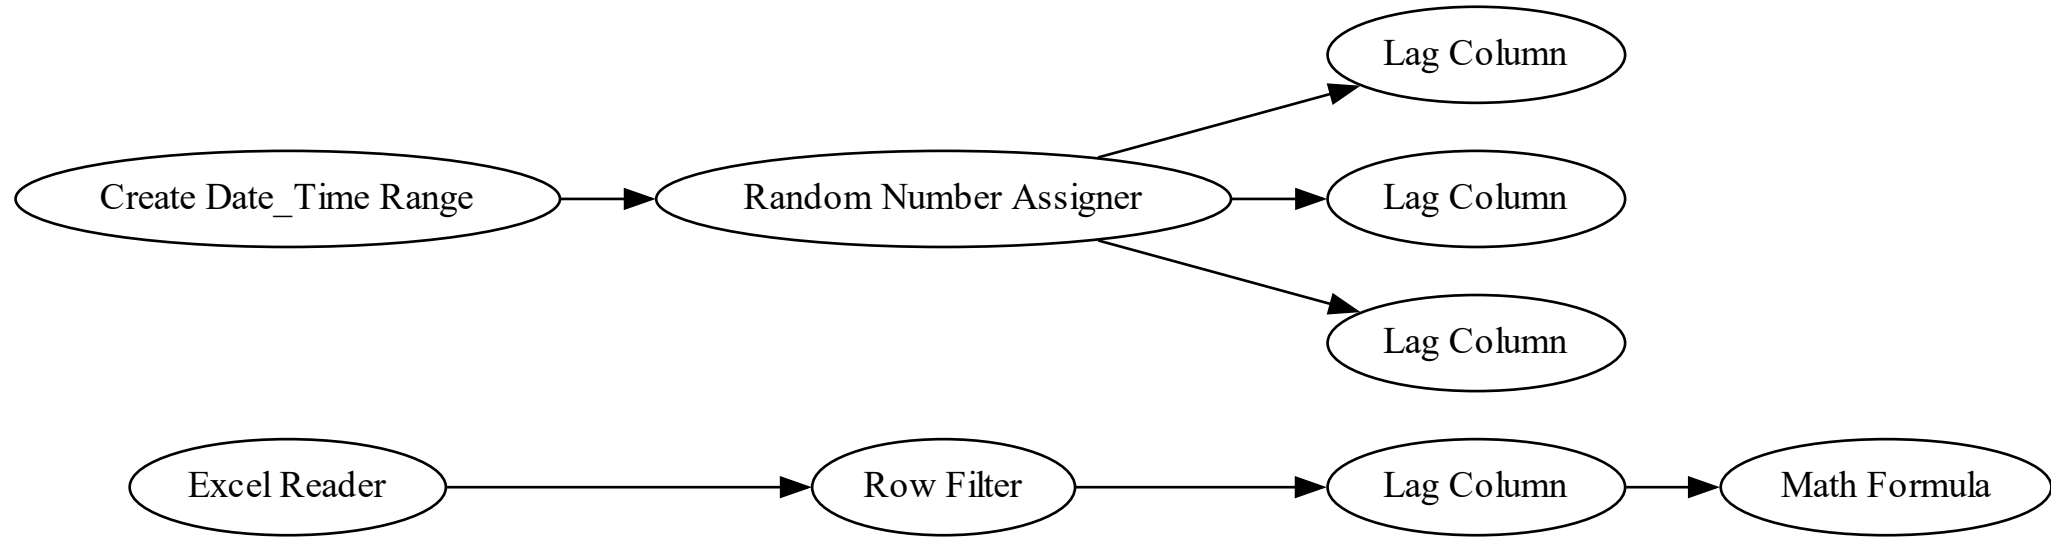 Lag Column
Create Date_Time Range
Random Number Assigner
Lag Column
Lag Column
Excel Reader
Row Filter
Lag Column
Math Formula